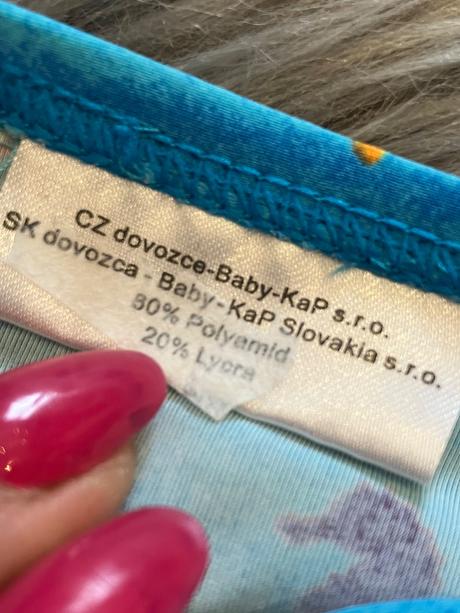 CZ dovozce-Baby-KaP s.r.o.
SK dovozca - Baby-KaP Slovakia s.r.o.
80% Polyamid
20% Lycra